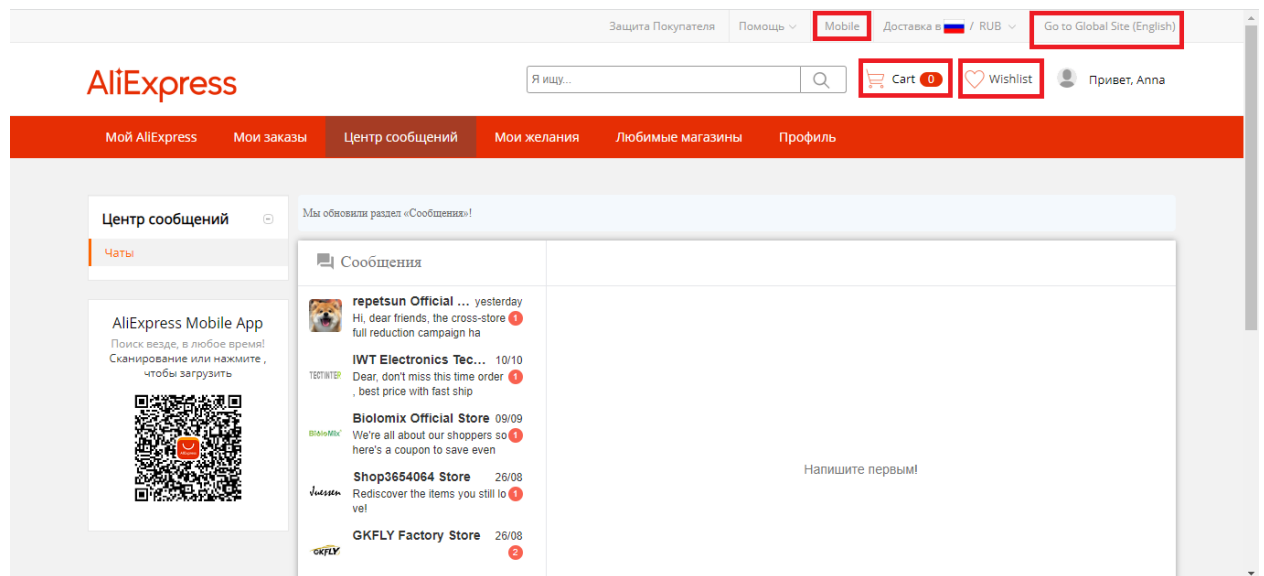 Защита Покупателя Помощь Mobile Доставка в / RUB Go to Global Site (English)
AliExpress
Я ищу...
Cart 0
Wishlist
Привет, Anna
Мой AliExpress Мои заказы Центр сообщений Мои желания Любимые магазины Профиль
Центр сообщений
Чаты
AliExpress Mobile App
Поиск везде, в любое время!
Сканирование или нажмите ,
чтобы загрузить
Мы обновили раздел «Сообщения»!
Сообщения
repetsun Official ... yesterday
Hi, dear friends, the cross-store 1
full reduction campaign ha
TECTINTER
IWT Electronics Tec... 10/10
Dear, don't miss this time order 1
, best price with fast ship
BioloMix
Biolomix Official Store 09/09
We're all about our shoppers so 1
here's a coupon to save even
Juessen
Shop3654064 Store 26/08
Rediscover the items you still lo 1
ve!
GKFLY
GKFLY Factory Store 26/08
2
Напишите первым!